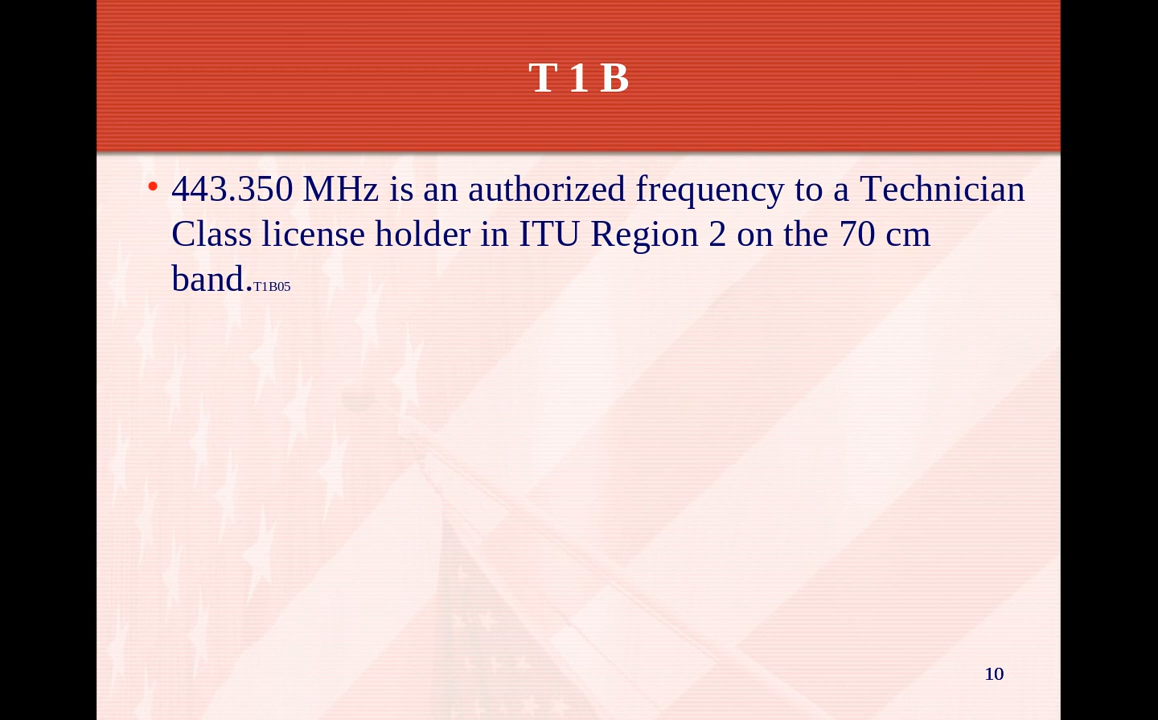 T 1 B
• 443.350 MHz is an authorized frequency to a Technician
Class license holder in ITU Region 2 on the 70 cm
band.T1B05
10